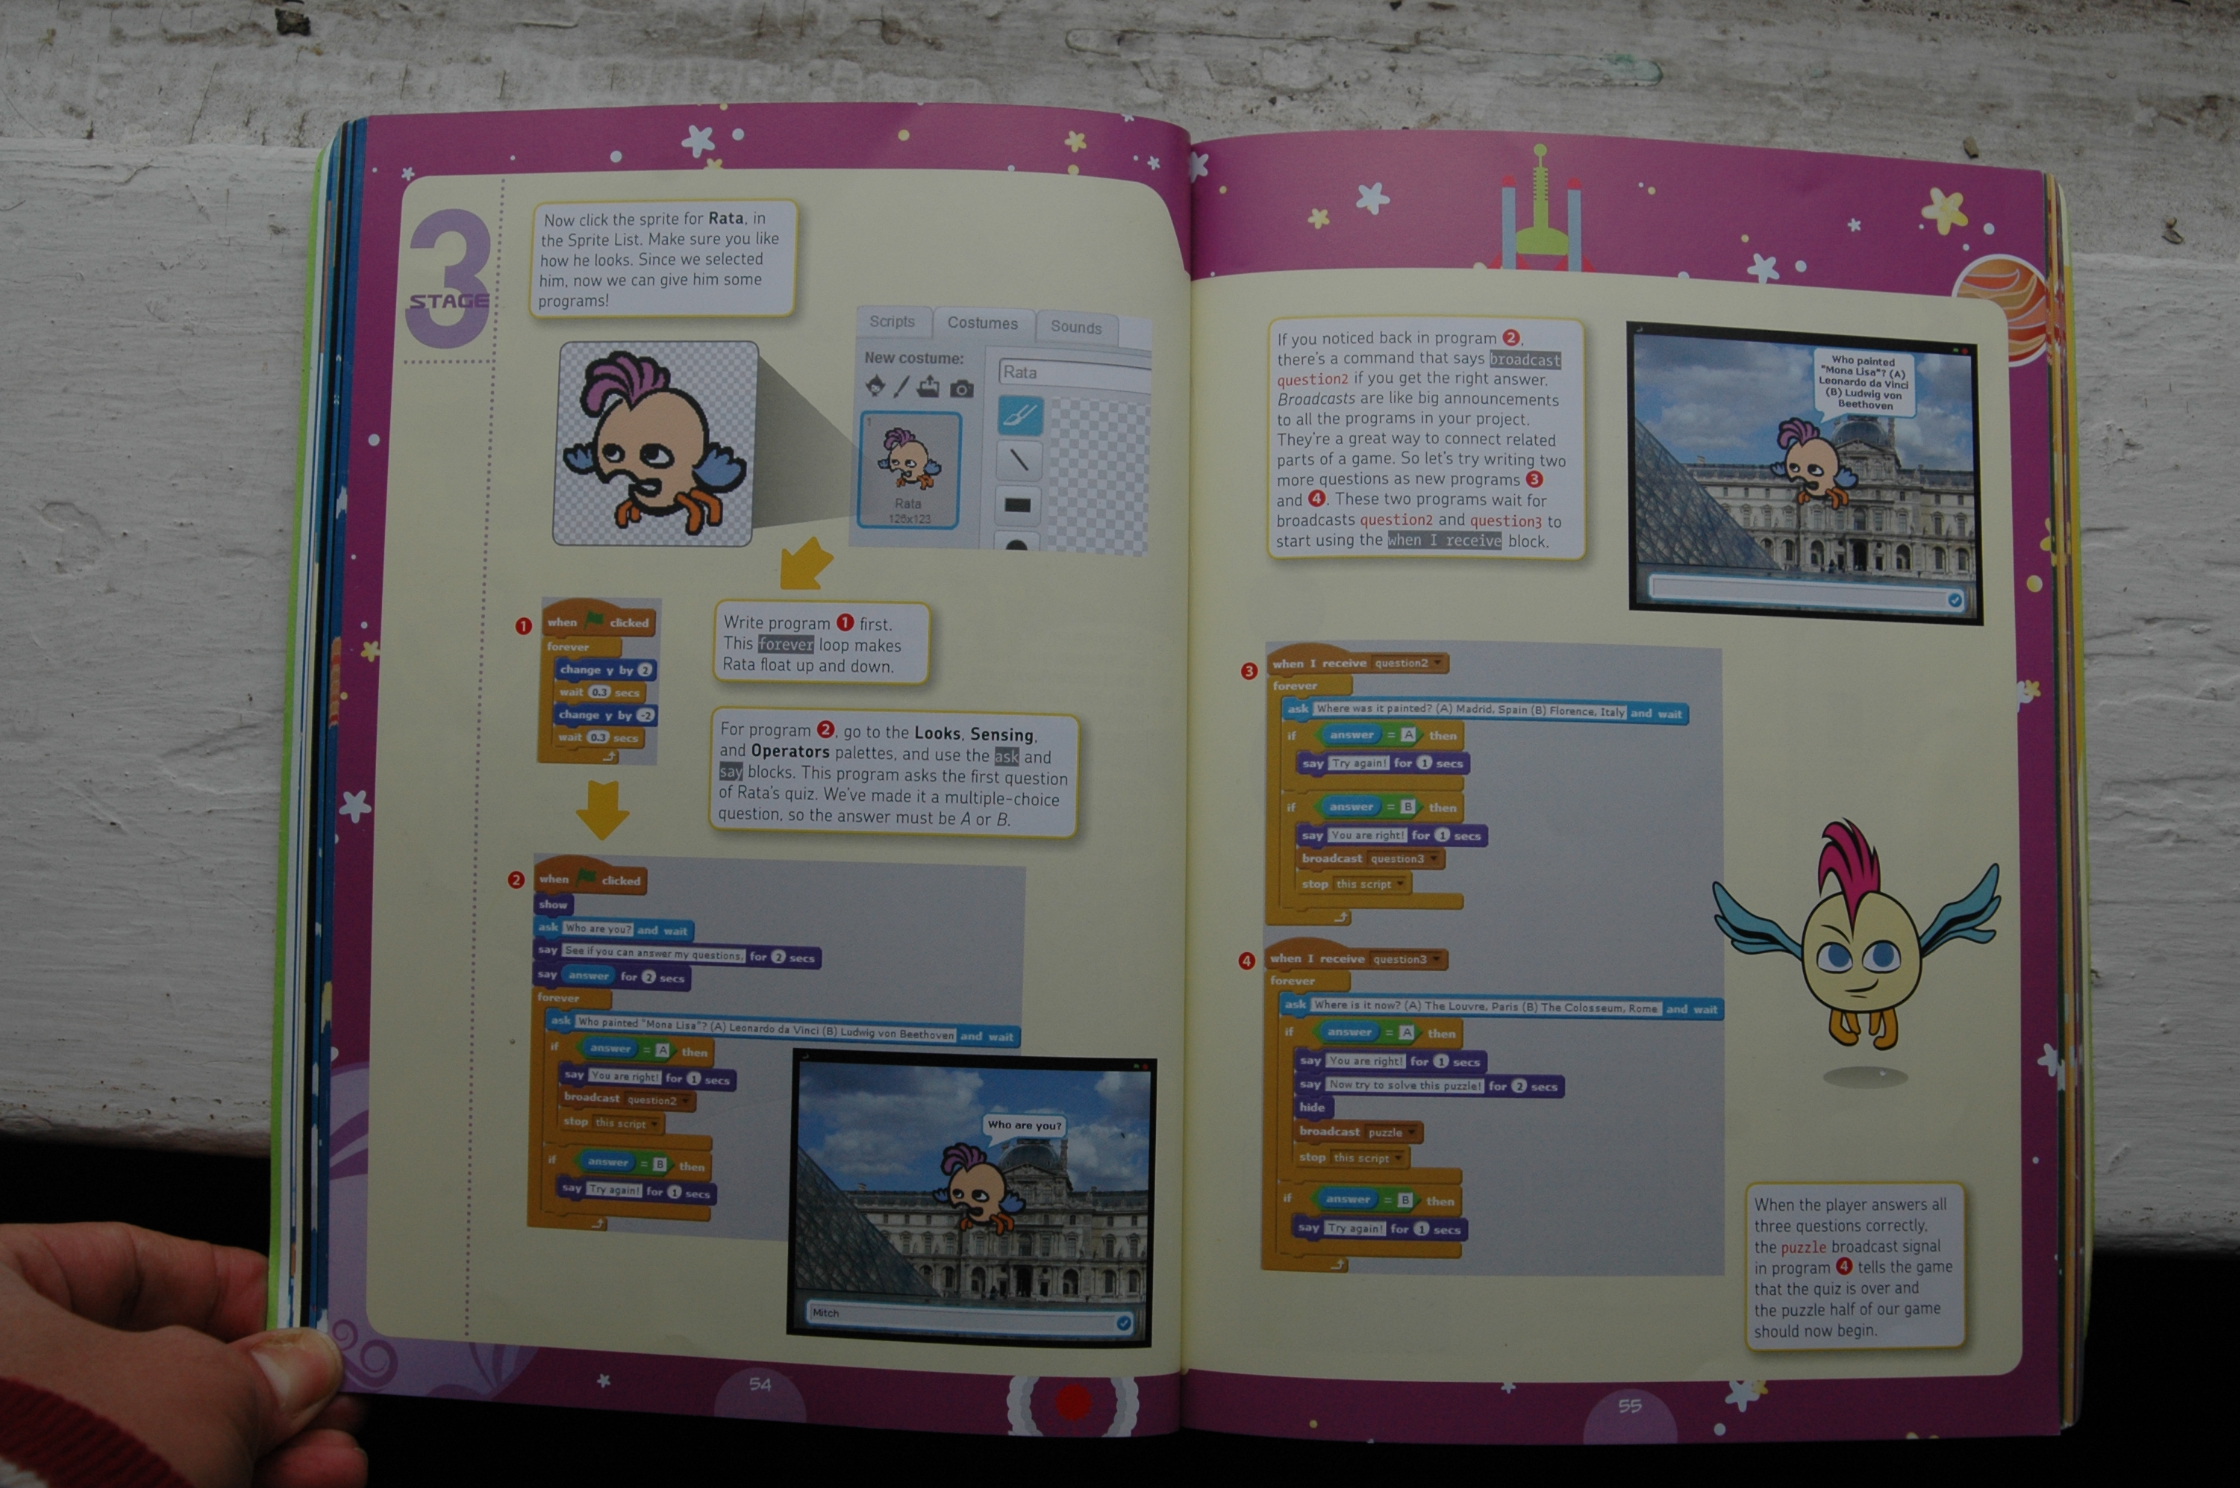 3
STAGE
Now click the sprite for Rata, in
the Sprite List. Make sure you like
how he looks. Since we selected
him, now we can give him some
programs!
Scripts Costumes Sounds
New costume:
Rata
1
Rata
126x123
1
when clicked
forever
change y by 2
wait 0.3 secs
change y by -2
wait 0.3 secs
Write program 1 first.
This forever loop makes
Rata float up and down.
For program 2, go to the Looks, Sensing,
and Operators palettes, and use the ask and
say blocks. This program asks the first question
of Rata's quiz. We've made it a multiple-choice
question, so the answer must be A or B.
2
when clicked
show
ask Who are you? and wait
say See if you can answer my questions. for 2 secs
say answer for 2 secs
forever
ask Who painted "Mona Lisa"? (A) Leonardo da Vinci (B) Ludwig von Beethoven and wait
if answer = A then
say You are right! for 1 secs
broadcast question2
stop this script
if answer = B then
say Try again! for 1 secs
Who are you?
Mitch
54
If you noticed back in program 2,
there's a command that says broadcast
question2 if you get the right answer.
Broadcasts are like big announcements
to all the programs in your project.
They're a great way to connect related
parts of a game. So let's try writing two
more questions as new programs 3
and 4. These two programs wait for
broadcasts question2 and question3 to
start using the when I receive block.
Who painted
"Mona Lisa"? (A)
Leonardo da Vinci
(B) Ludwig von
Beethoven
3
when I receive question2
forever
ask Where was it painted? (A) Madrid, Spain (B) Florence, Italy and wait
if answer = A then
say Try again! for 1 secs
if answer = B then
say You are right! for 1 secs
broadcast question3
stop this script
4
when I receive question3
forever
ask Where is it now? (A) The Louvre, Paris (B) The Colosseum, Rome and wait
if answer = A then
say You are right! for 1 secs
say Now try to solve this puzzle! for 2 secs
hide
broadcast puzzle
stop this script
if answer = B then
say Try again! for 1 secs
When the player answers all
three questions correctly,
the puzzle broadcast signal
in program 4 tells the game
that the quiz is over and
the puzzle half of our game
should now begin.
55